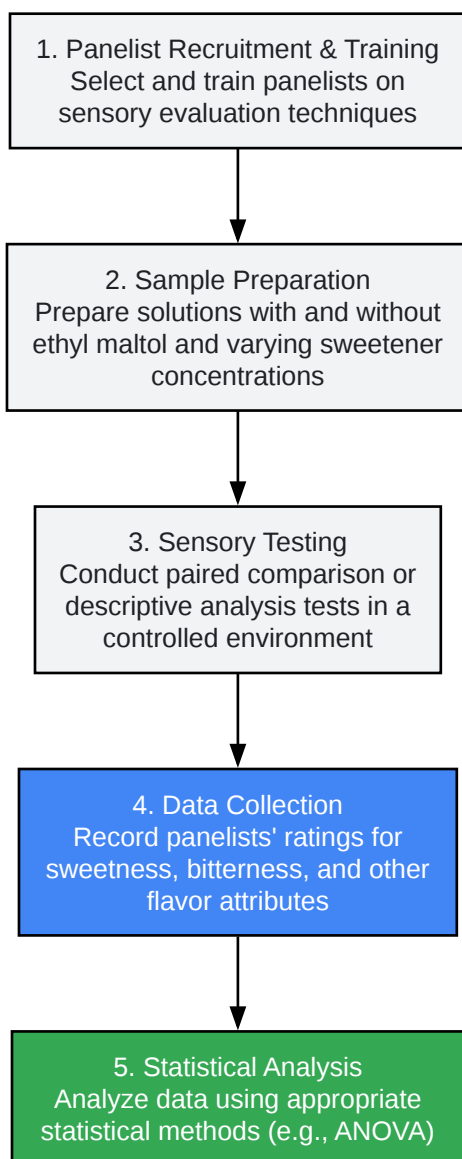 1. Panelist Recruitment & Training
Select and train panelists on
sensory evaluation techniques
2. Sample Preparation
Prepare solutions with and without
ethyl maltol and varying sweetener
concentrations
3. Sensory Testing
Conduct paired comparison or
descriptive analysis tests in a
controlled environment
4. Data Collection
Record panelists' ratings for
sweetness, bitterness, and other
flavor attributes
5. Statistical Analysis
Analyze data using appropriate
statistical methods (e.g., ANOVA)